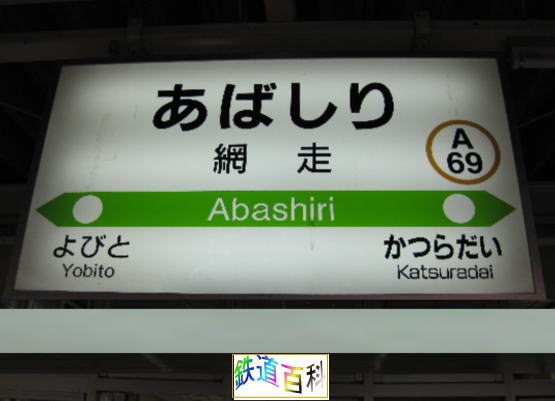 あばしり
網走
A
69
Abashiri
よびと
かつらだい
Yobito
Katsuradai
鉄道百科